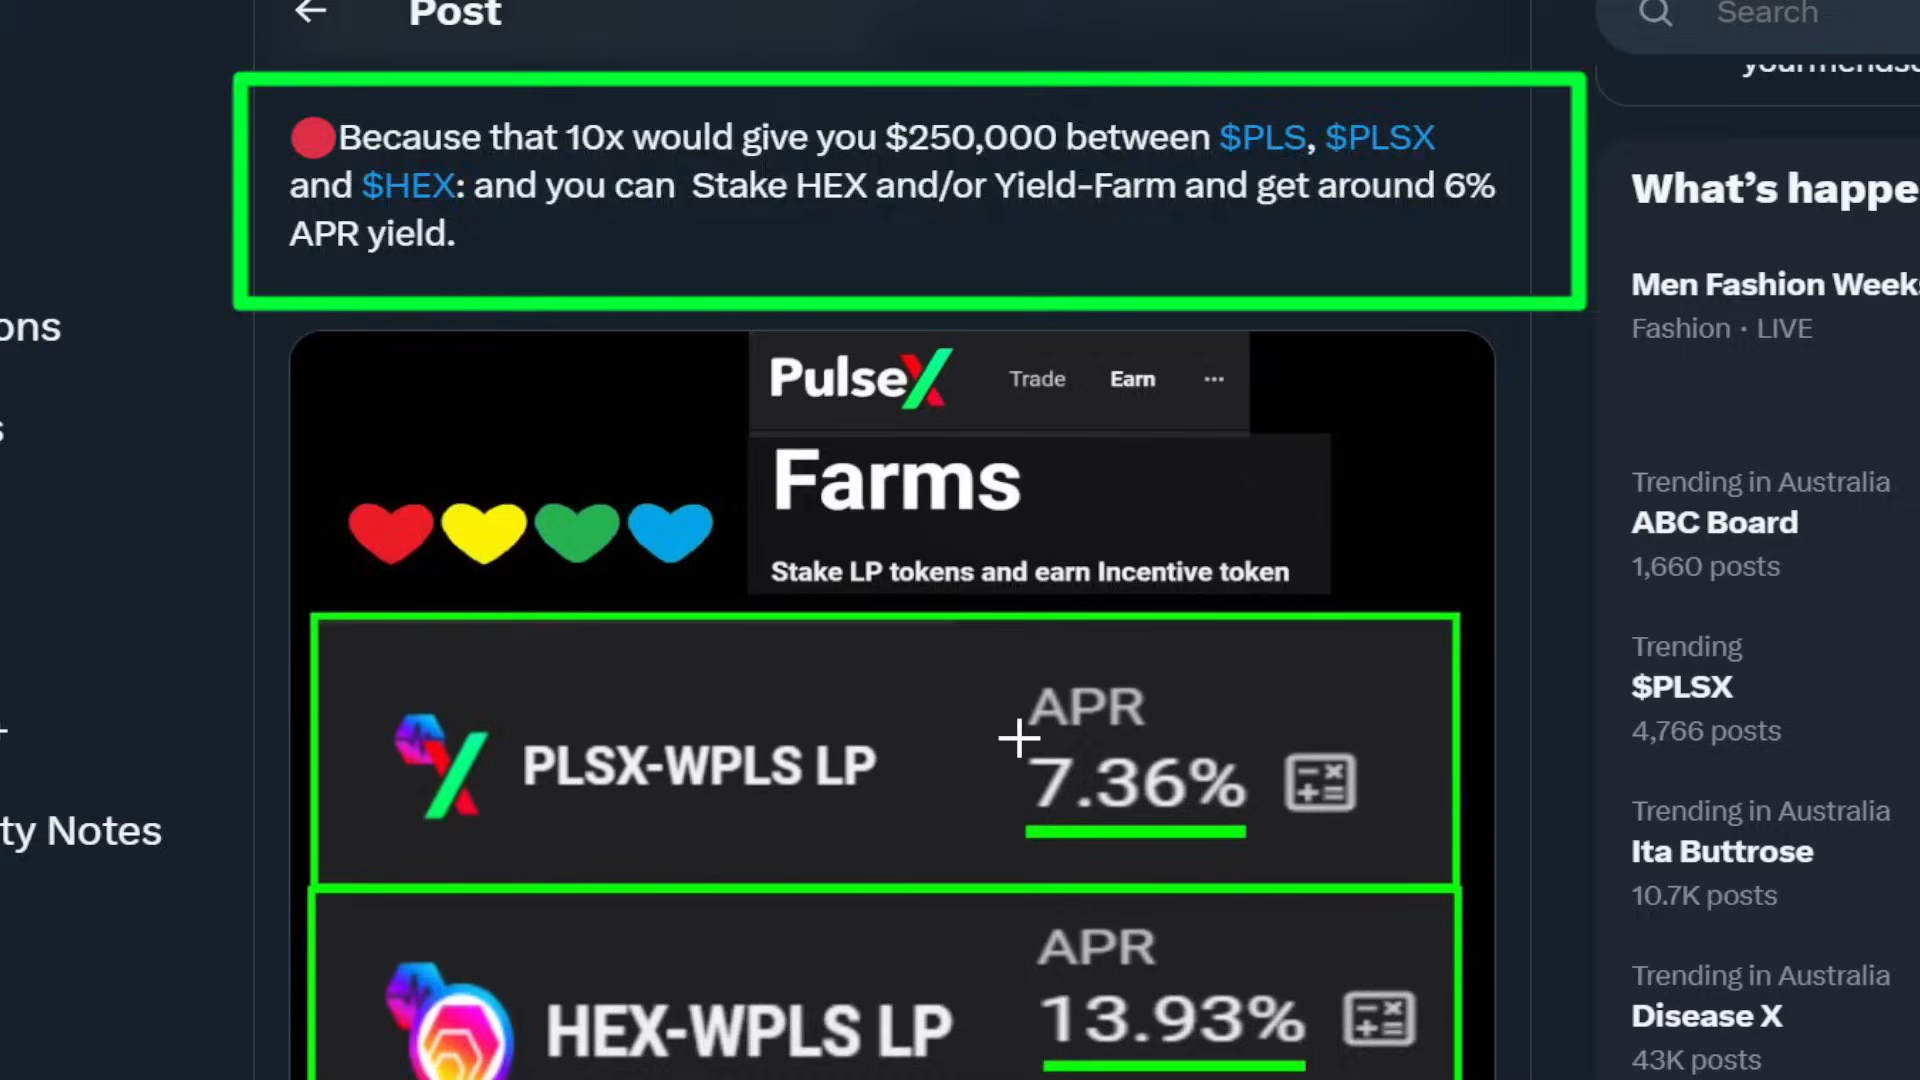 Post
Search
Because that 10x would give you $250,000 between $PLS, $PLSX
and $HEX: and you can Stake HEX and/or Yield-Farm and get around 6%
APR yield.
PulseX
Trade
Earn
Farms
Stake LP tokens and earn Incentive token
PLSX-WPLS LP
APR
7.36%
HEX-WPLS LP
APR
13.93%
ons
s
ty Notes
What's happe
Men Fashion Week
Fashion · LIVE
Trending in Australia
ABC Board
1,660 posts
Trending
$PLSX
4,766 posts
Trending in Australia
Ita Buttrose
10.7K posts
Trending in Australia
Disease X
43K posts